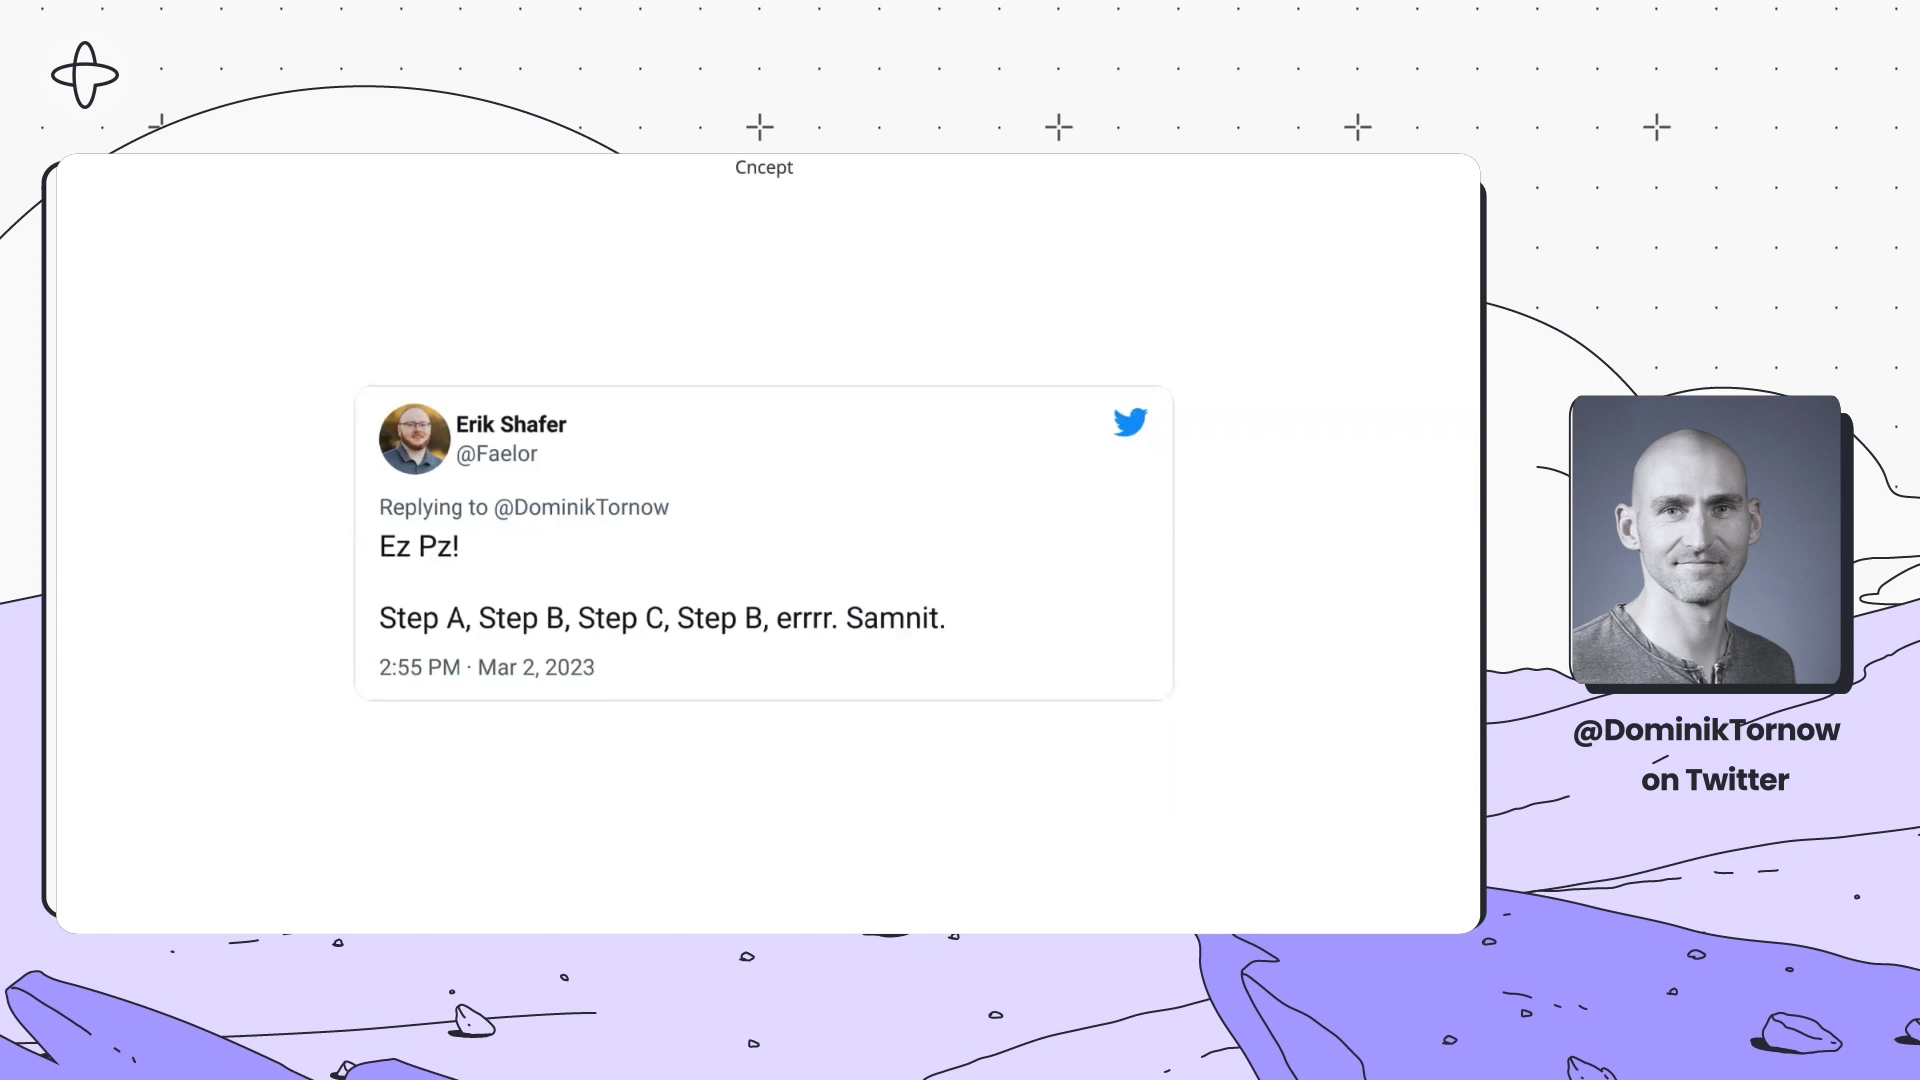 Cncept
Erik Shafer
@Faelor
Replying to @DominikTornow
Ez Pz!
Step A, Step B, Step C, Step B, errrr. Samnit.
2:55 PM · Mar 2, 2023
@DominikTornow
on Twitter